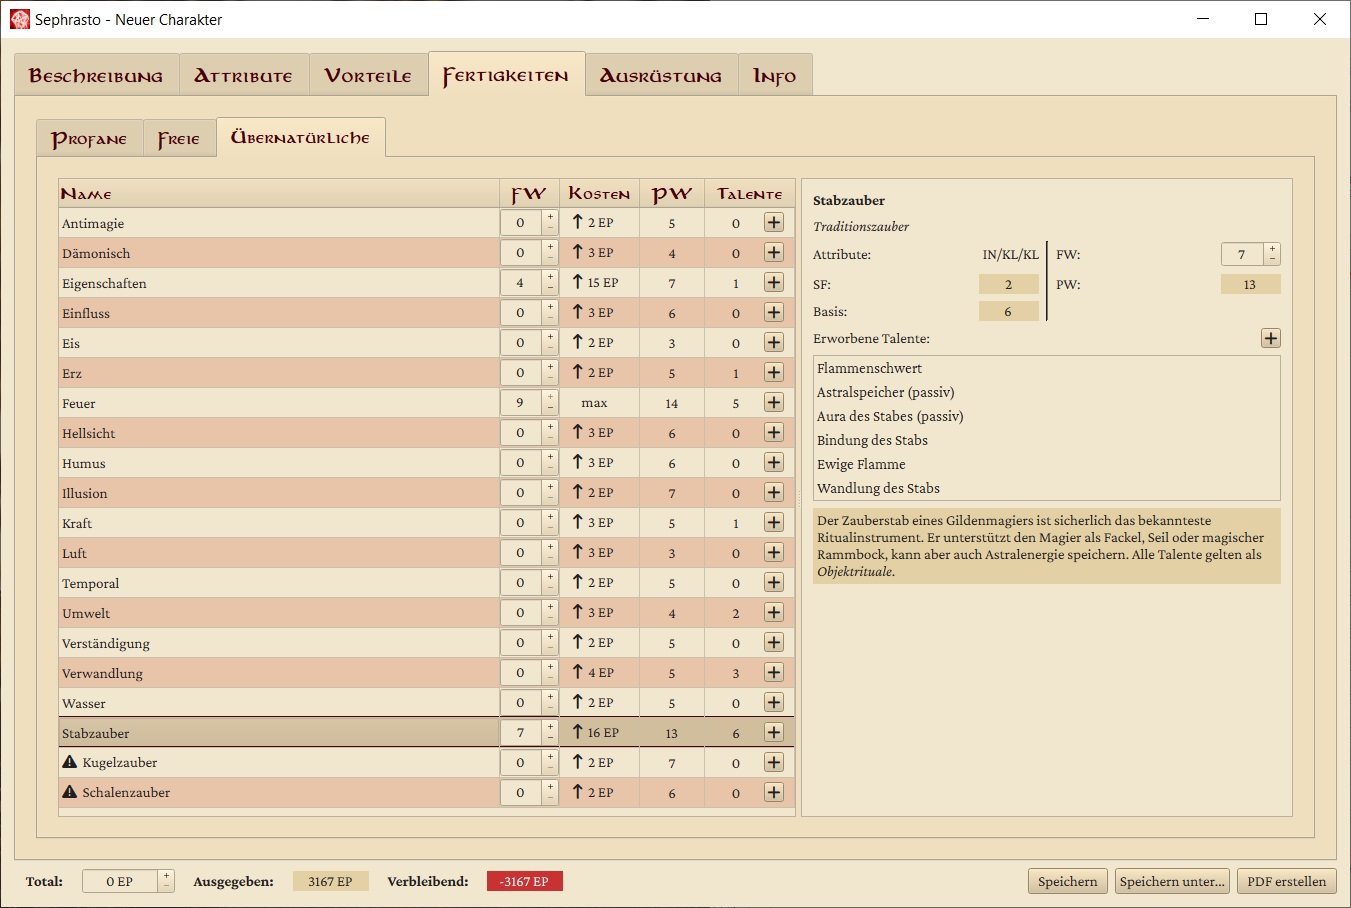 Sephrasto - Neuer Charakter
Beschreibung Attribute Vorteile Fertigkeiten Ausrüstung Info
Profane Freie Übernatürliche
Name FW Kosten PW Talente
Antimagie 0 ↑ 2 EP 5 0 +
Dämonisch 0 ↑ 3 EP 4 0 +
Eigenschaften 4 ↑ 15 EP 7 1 +
Einfluss 0 ↑ 3 EP 6 0 +
Eis 0 ↑ 2 EP 3 0 +
Erz 0 ↑ 2 EP 5 1 +
Feuer 9 max 14 5 +
Hellsicht 0 ↑ 3 EP 6 0 +
Humus 0 ↑ 3 EP 6 0 +
Illusion 0 ↑ 2 EP 7 0 +
Kraft 0 ↑ 3 EP 5 1 +
Luft 0 ↑ 3 EP 3 0 +
Temporal 0 ↑ 2 EP 5 0 +
Umwelt 0 ↑ 3 EP 4 2 +
Verständigung 0 ↑ 2 EP 5 0 +
Verwandlung 0 ↑ 4 EP 5 3 +
Wasser 0 ↑ 2 EP 5 0 +
Stabzauber 7 ↑ 16 EP 13 6 +
Kugelzauber 0 ↑ 2 EP 7 0 +
Schalenzauber 0 ↑ 2 EP 6 0 +
Stabzauber
Traditionszauber
Attribute: IN/KL/KL FW: 7
SF: 2 PW: 13
Basis: 6
Erworbene Talente: +
Flammenschwert
Astralspeicher (passiv)
Aura des Stabes (passiv)
Bindung des Stabs
Ewige Flamme
Wandlung des Stabs
Der Zauberstab eines Gildenmagiers ist sicherlich das bekannteste
Ritualinstrument. Er unterstützt den Magier als Fackel, Seil oder magischer
Rammbock, kann aber auch Astralenergie speichern. Alle Talente gelten als
Objektrituale.
Total: 0 EP Ausgegeben: 3167 EP Verbleibend: -3167 EP Speichern Speichern unter... PDF erstellen